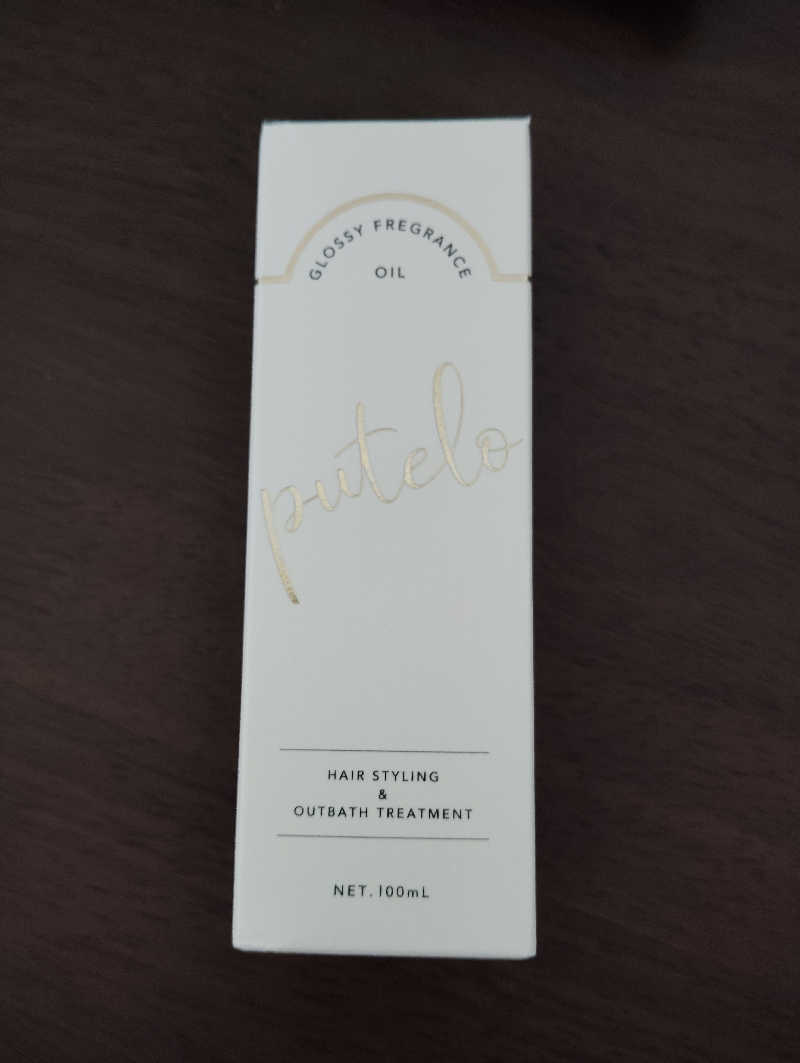 GLOSSY FREGRANCE
OIL
putelo
HAIR STYLING
&
OUTBATH TREATMENT
NET. 100mL